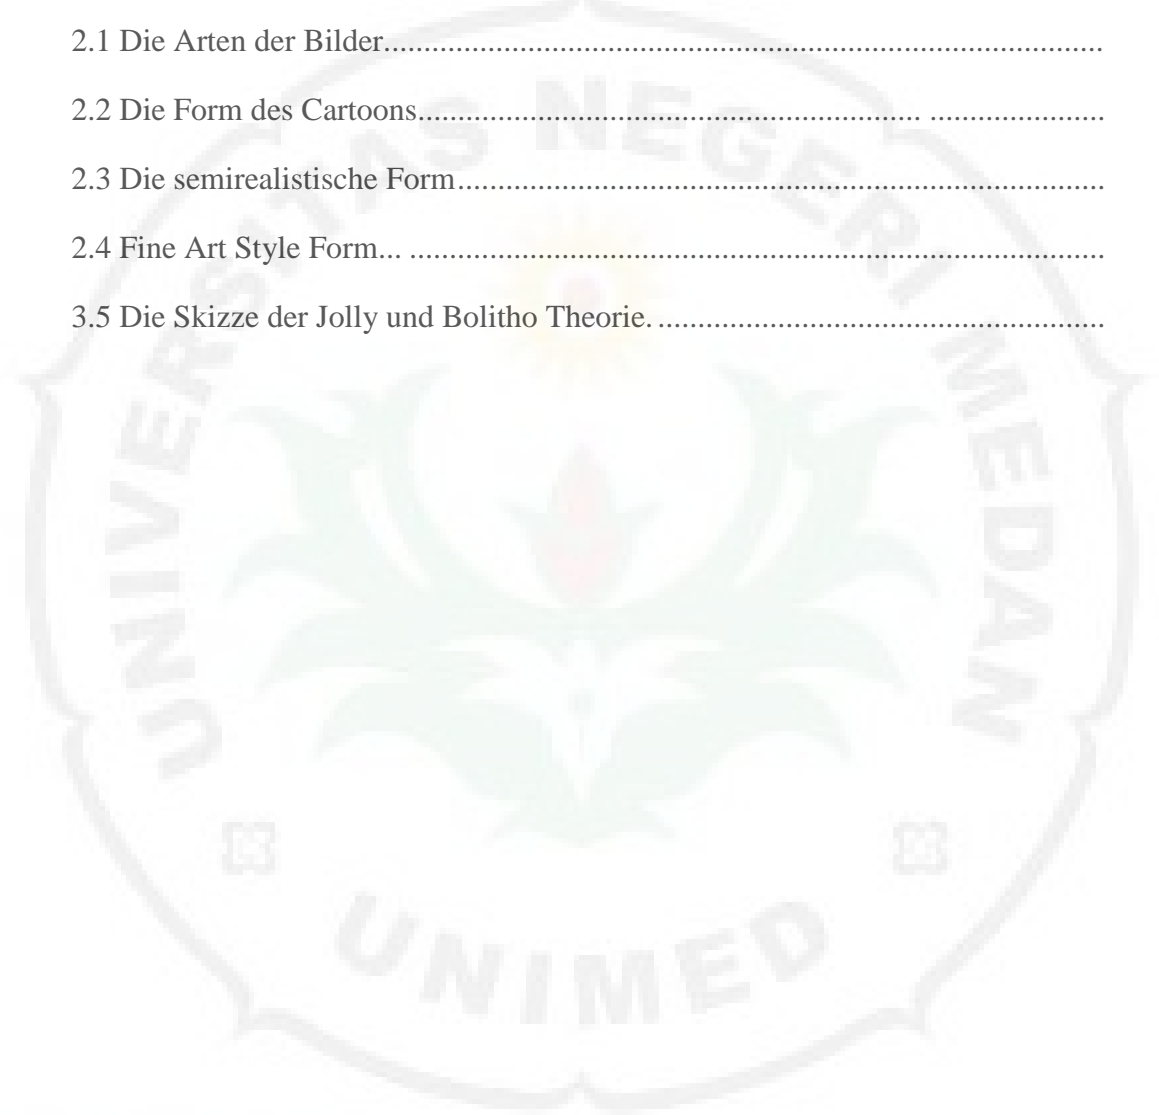 2.1 Die Arten der Bilder..........................................................................................
2.2 Die Form des Cartoons............................................................... ......................
2.3 Die semirealistische Form.................................................................................
2.4 Fine Art Style Form... .......................................................................................
3.5 Die Skizze der Jolly und Bolitho Theorie. ........................................................
UNIVERSITAS NEGERI MEDAN
UNIMED